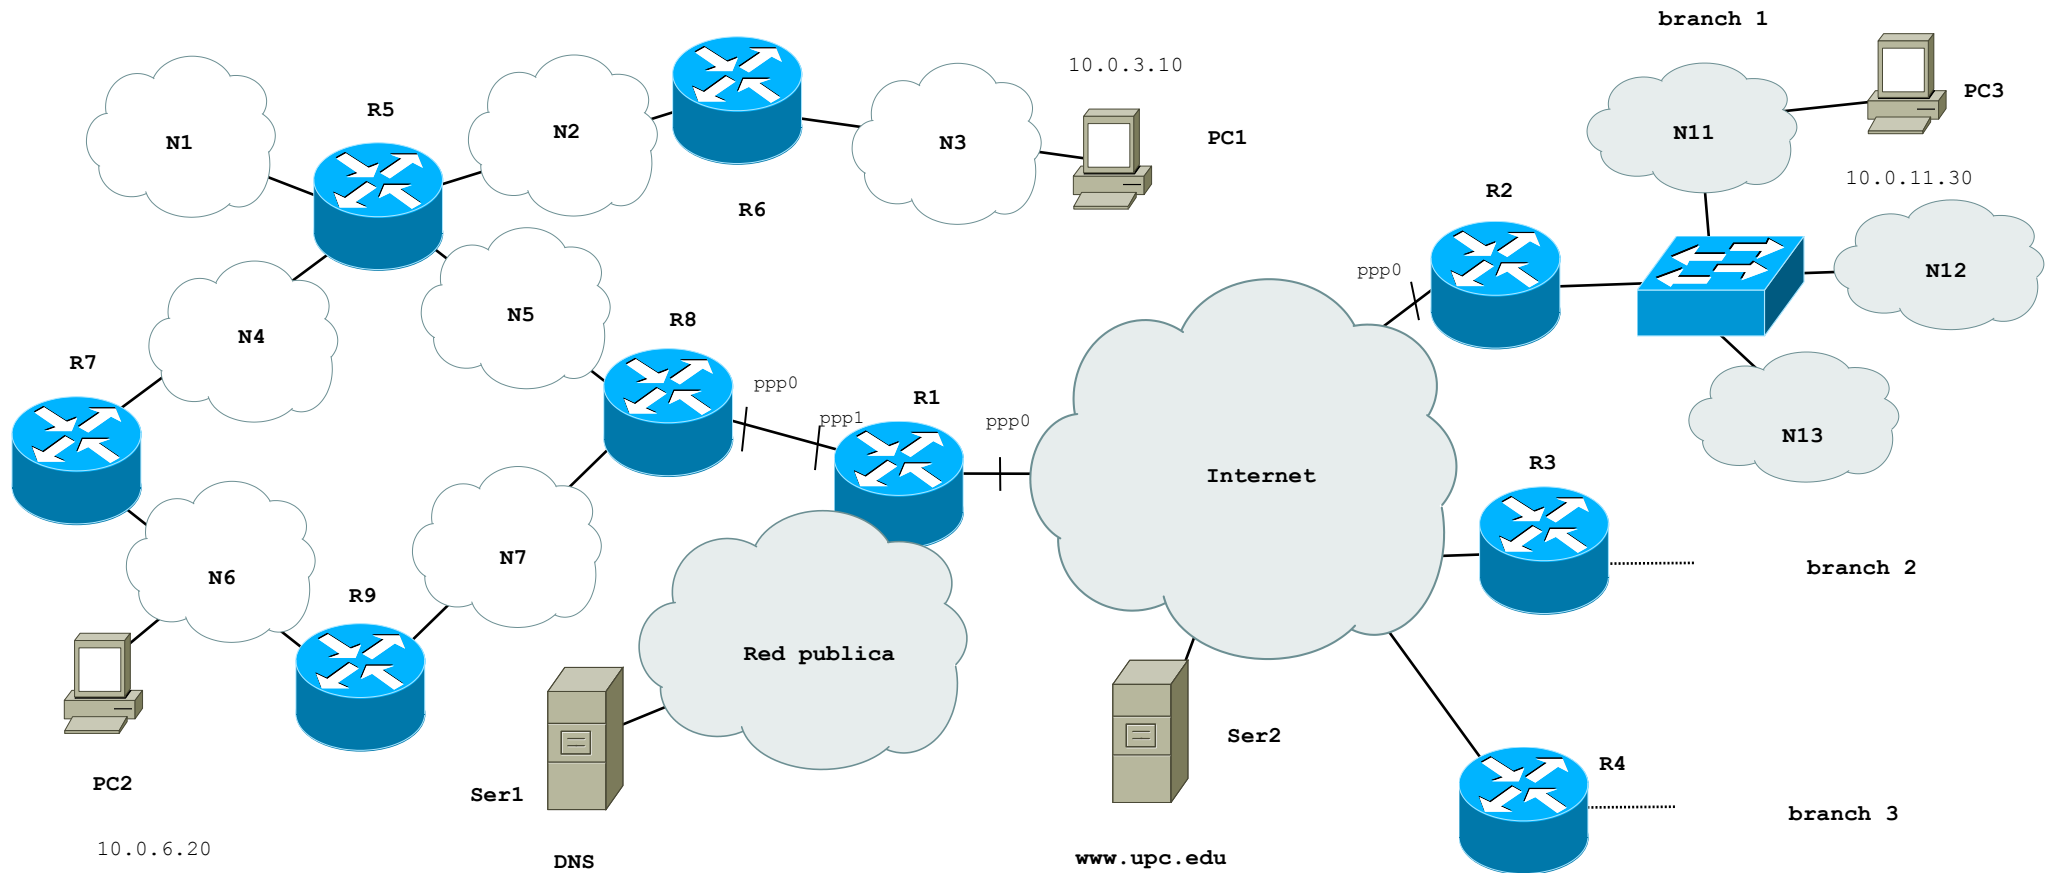 branch 1
10.0.3.10
PC3
R5
N1
N2
N3
PC1
N11
10.0.11.30
R6
R2
N12
ppp0
N4
N5
R8
R7
ppp0
R1
ppp1
ppp0
N13
Internet
R3
N7
N6
R9
branch 2
Red publica
Ser2
R4
PC2
Ser1
branch 3
10.0.6.20
DNS
www.upc.edu